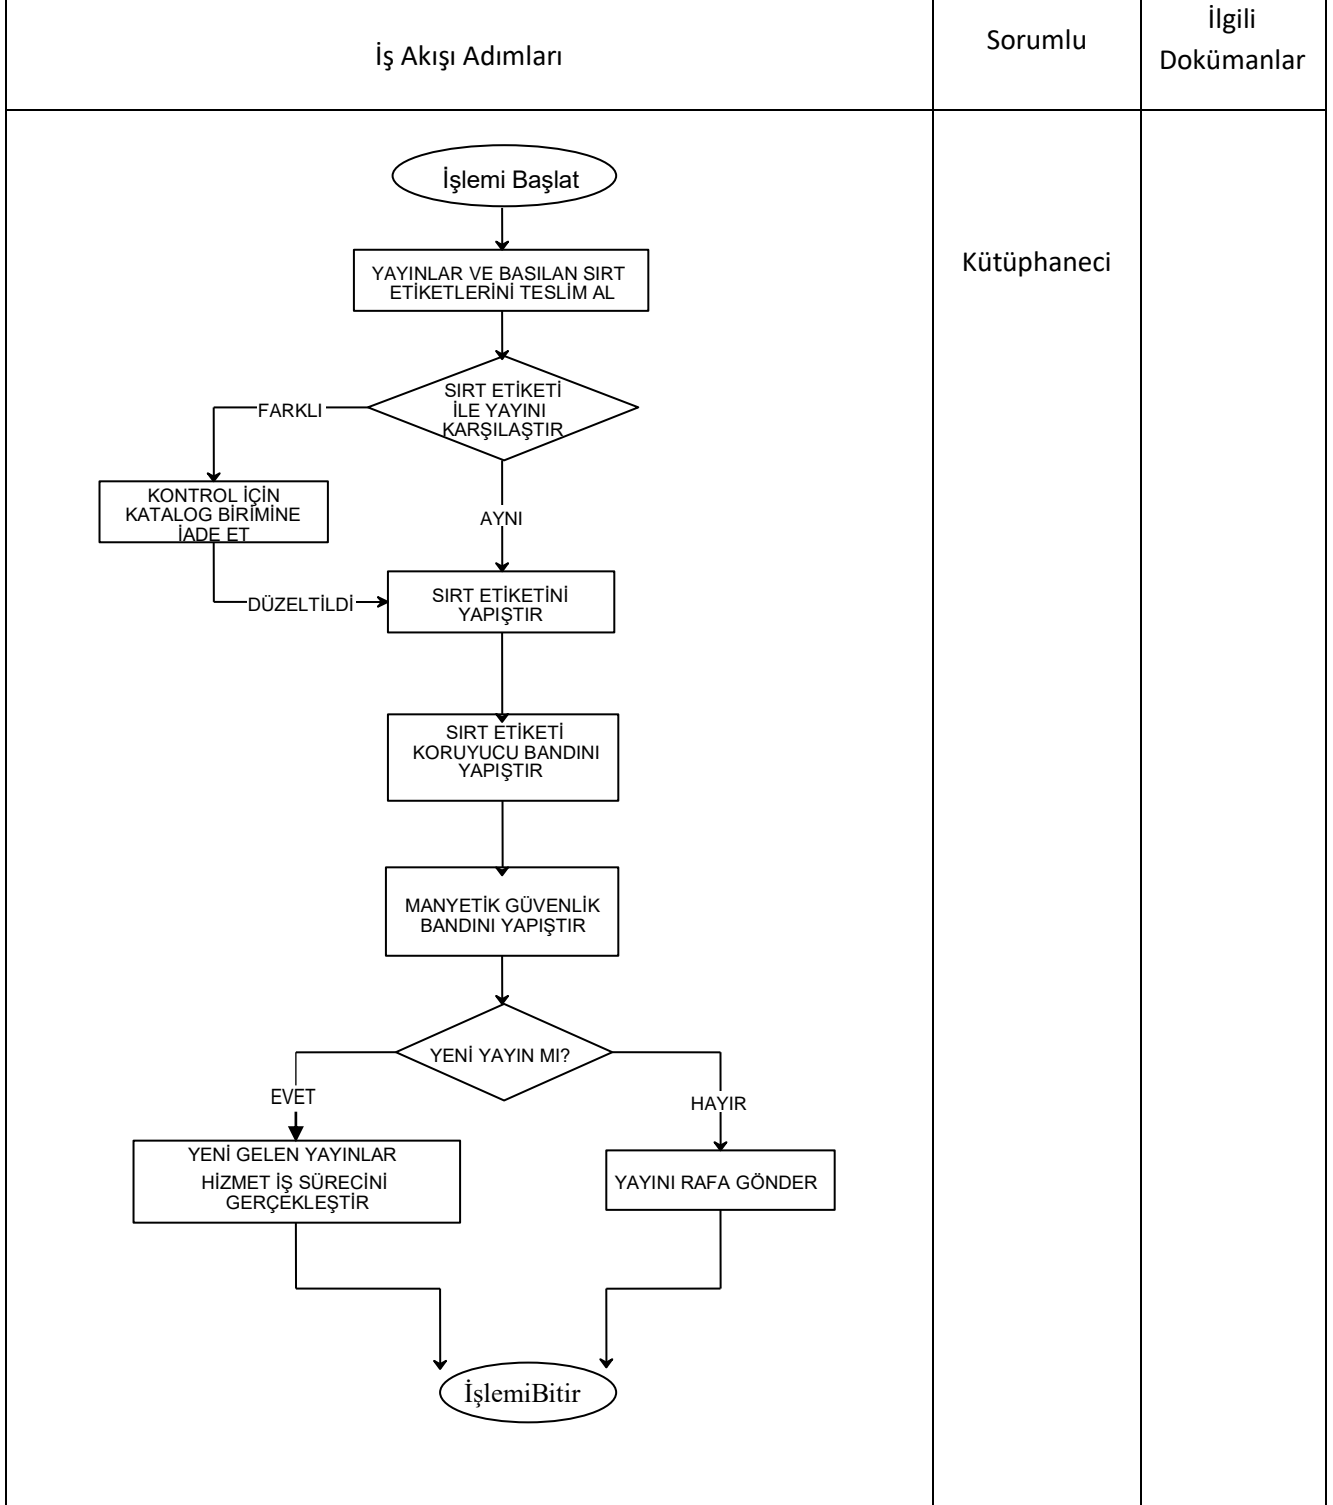 İş Akışı Adımları
Sorumlu
İlgili
Dokümanlar
İşlemi Başlat
YAYINLAR VE BASILAN SIRT
ETİKETLERİNİ TESLİM AL
Kütüphaneci
SIRT ETİKETİ
İLE YAYINI
KARŞILAŞTIR
FARKLI
KONTROL İÇİN
KATALOG BİRİMİNE
İADE ET
AYNI
DÜZELTİLDİ
SIRT ETİKETİNİ
YAPIŞTIR
SIRT ETİKETİ
KORUYUCU BANDINI
YAPIŞTIR
MANYETİK GÜVENLİK
BANDINI YAPIŞTIR
YENİ YAYIN MI?
EVET
HAYIR
YENİ GELEN YAYINLAR
HİZMET İŞ SÜRECİNİ
GERÇEKLEŞTİR
YAYINI RAFA GÖNDER
İşlemiBitir